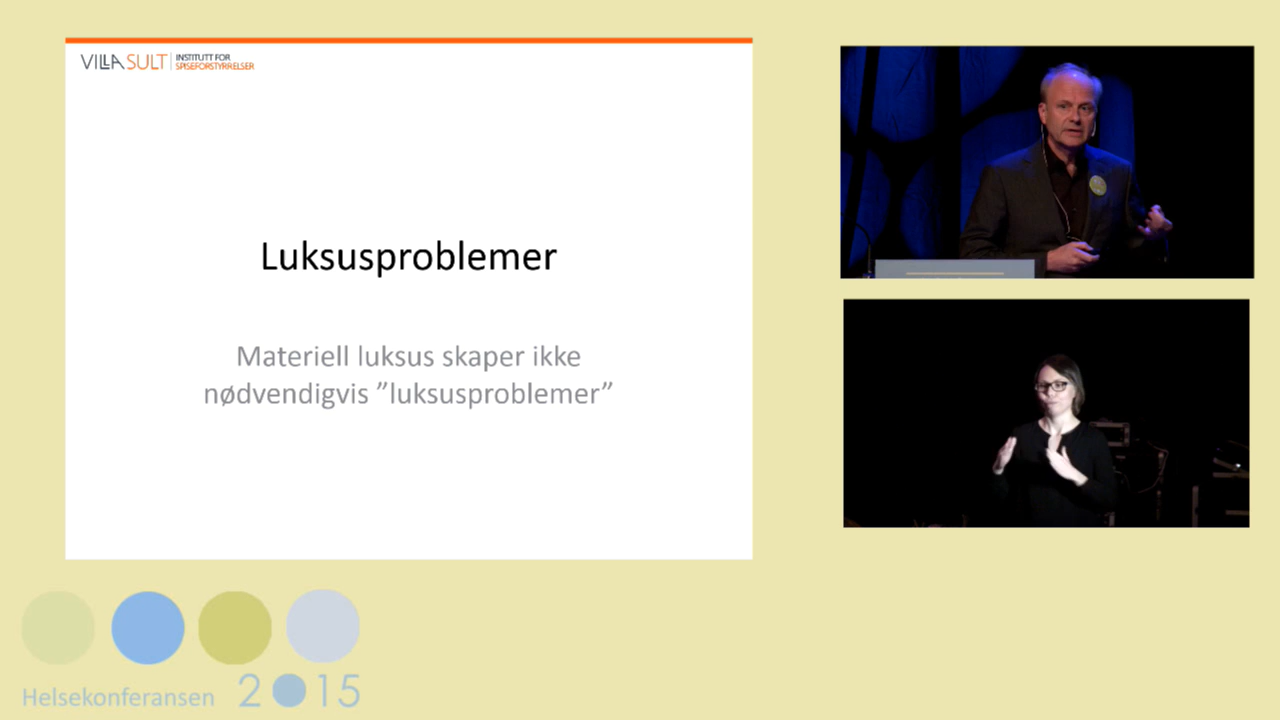 VILLA SULT INSTITUTT FOR
SPISEFORSTYRRELSER
Luksusproblemer
Materiell luksus skaper ikke
nødvendigvis ”luksusproblemer”
Helsekonferansen 2015